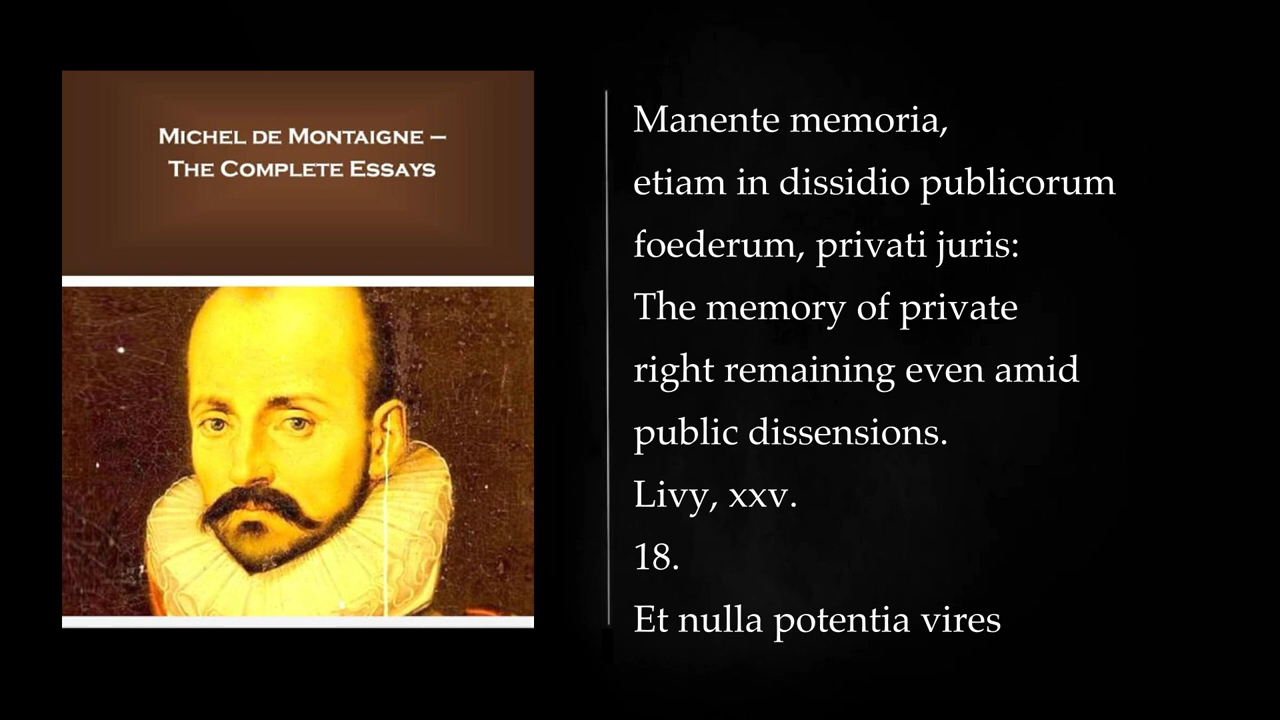 MICHEL DE MONTAIGNE –
THE COMPLETE ESSAYS
Manente memoria,
etiam in dissidio publicorum
foederum, privati juris:
The memory of private
right remaining even amid
public dissensions.
Livy, xxv.
18.
Et nulla potentia vires